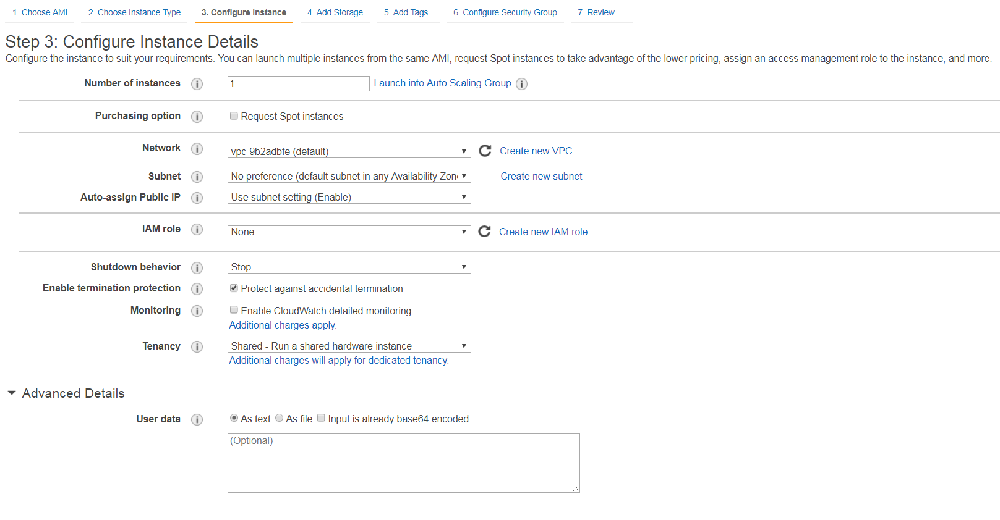 1. Choose AMI 2. Choose Instance Type 3. Configure Instance 4. Add Storage 5. Add Tags 6. Configure Security Group 7. Review
Step 3: Configure Instance Details
Configure the instance to suit your requirements. You can launch multiple instances from the same AMI, request Spot instances to take advantage of the lower pricing, assign an access management role to the instance, and more.
Number of instances i 1 Launch into Auto Scaling Group i
Purchasing option i Request Spot instances
Network i vpc-9b2adbfe (default) Create new VPC
Subnet i No preference (default subnet in any Availability Zon Create new subnet
Auto-assign Public IP i Use subnet setting (Enable)
IAM role i None Create new IAM role
Shutdown behavior i Stop
Enable termination protection i Protect against accidental termination
Monitoring i Enable CloudWatch detailed monitoring
Additional charges apply.
Tenancy i Shared - Run a shared hardware instance
Additional charges will apply for dedicated tenancy.
Advanced Details
User data i As text As file Input is already base64 encoded
(Optional)